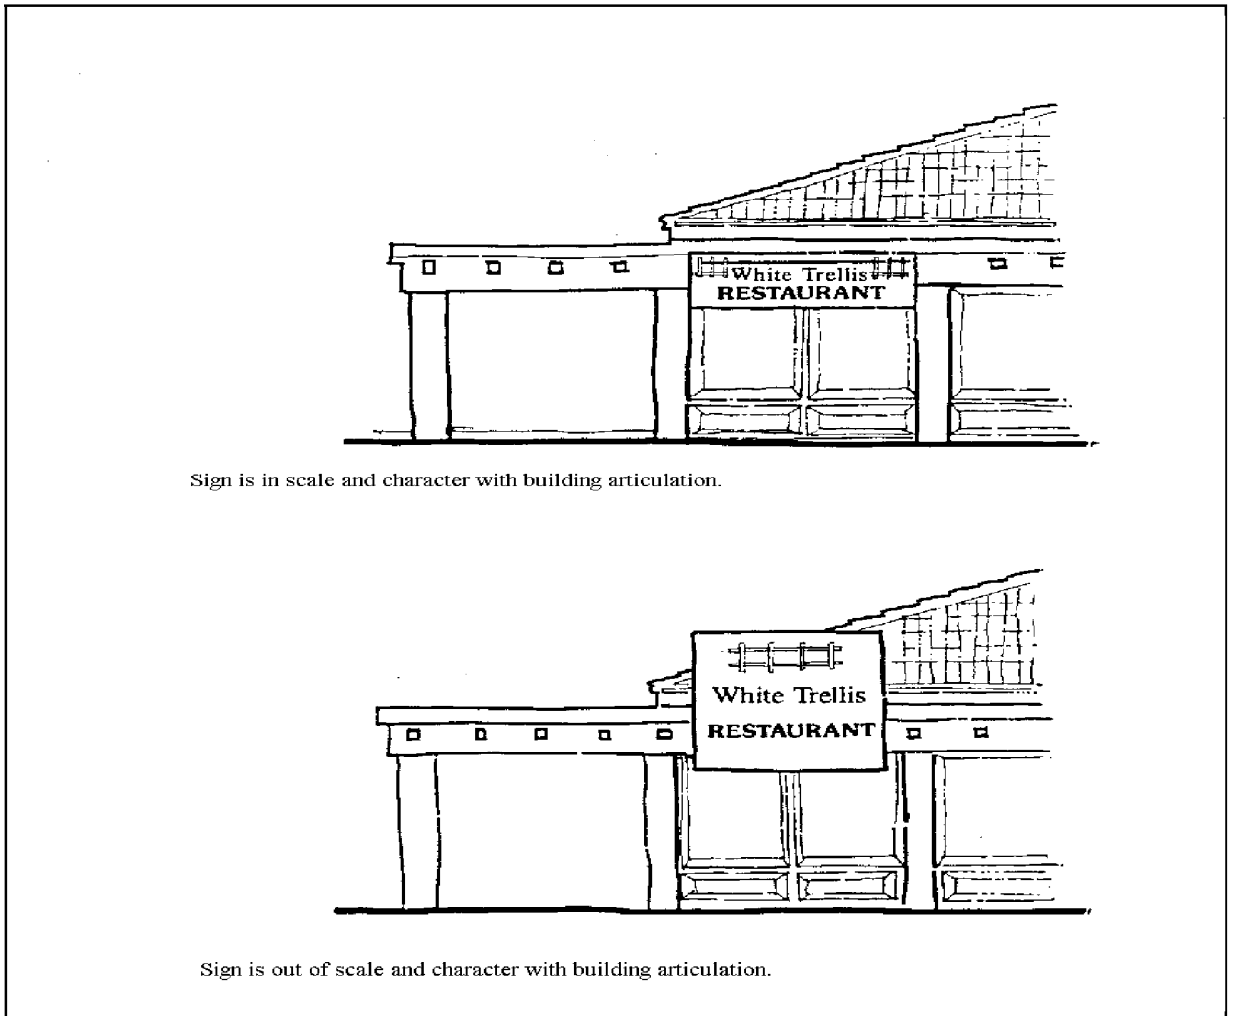 White Trellis
RESTAURANT
Sign is in scale and character with building articulation.
White Trellis
RESTAURANT
Sign is out of scale and character with building articulation.